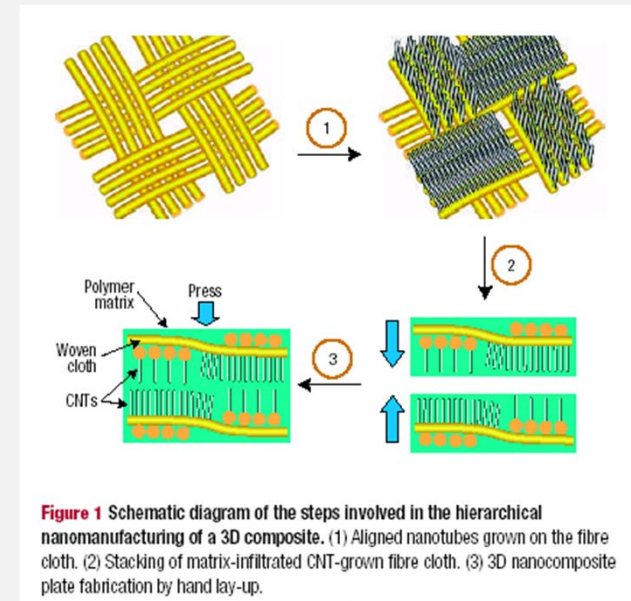 1
2
Polymer
matrix
Press
Woven
cloth
CNTs
3
Figure 1 Schematic diagram of the steps involved in the hierarchical
nanomanufacturing of a 3D composite. (1) Aligned nanotubes grown on the fibre
cloth. (2) Stacking of matrix-infiltrated CNT-grown fibre cloth. (3) 3D nanocomposite
plate fabrication by hand lay-up.